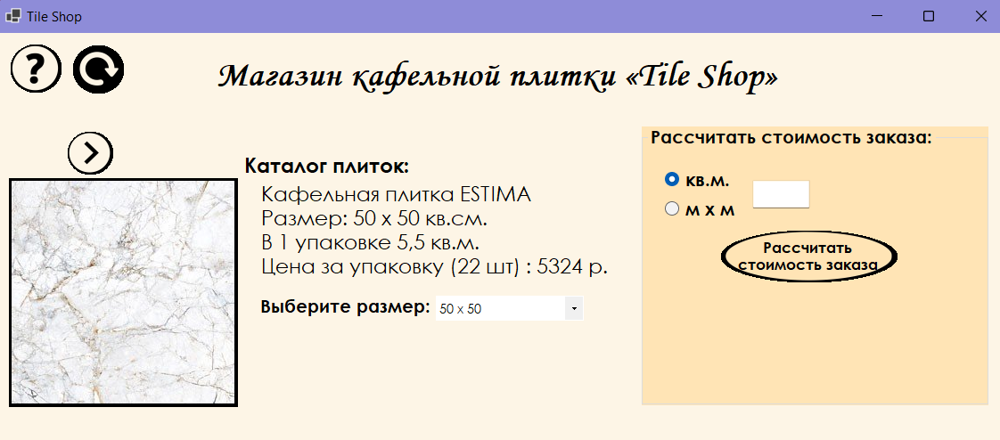 Tile Shop
?
Магазин кафельной плитки «Tile Shop»
Каталог плиток:
Кафельная плитка ESTIMA
Размер: 50 x 50 кв.см.
В 1 упаковке 5,5 кв.м.
Цена за упаковку (22 шт) : 5324 р.
Выберите размер:
50 x 50
Рассчитать стоимость заказа:
кв.м.
м x м
Рассчитать
стоимость заказа